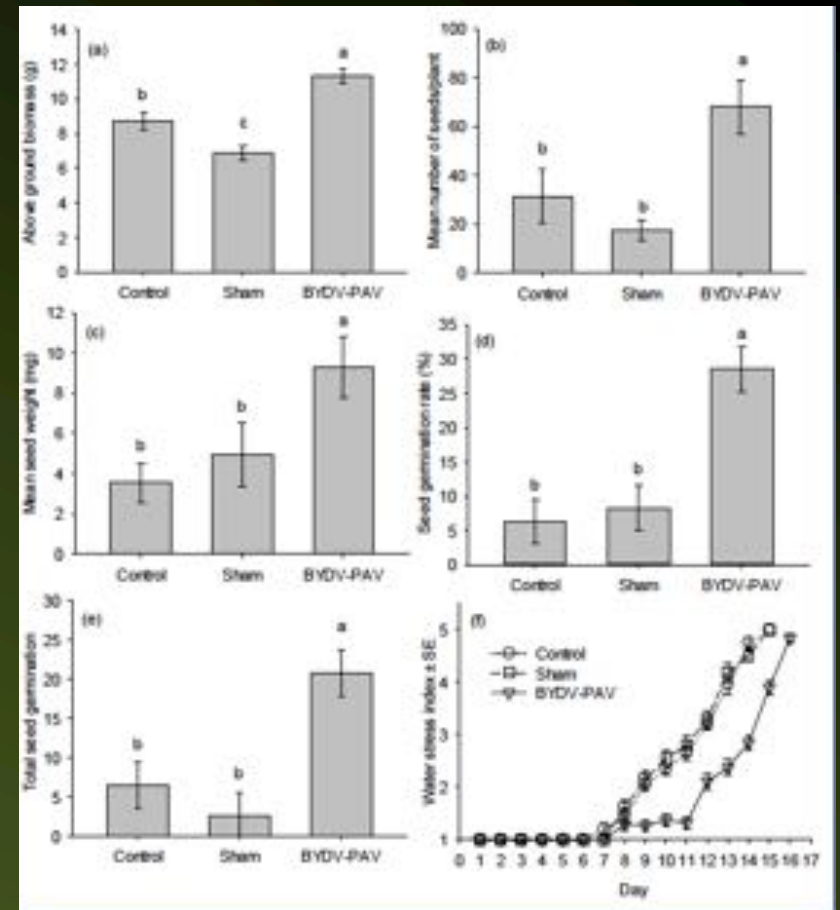 (a)
Above ground biomass (g)
14
12
10
8
6
4
2
0
b
c
a
Control Sham BYDV-PAV
(b)
Mean number of seeds/plant
100
80
60
40
20
0
b
b
a
Control Sham BYDV-PAV
(c)
Mean seed weight (mg)
12
10
8
6
4
2
0
b
b
a
Control Sham BYDV-PAV
(d)
Seed germination rate (%)
35
30
25
20
15
10
5
0
b
b
a
Control Sham BYDV-PAV
(e)
Total seed germination
30
25
20
15
10
5
0
b
b
a
Control Sham BYDV-PAV
(f)
Water stress index ± SE
5
4
3
2
1
Control
Sham
BYDV-PAV
0 1 2 3 4 5 6 7 8 9 10 11 12 13 14 15 16 17
Day